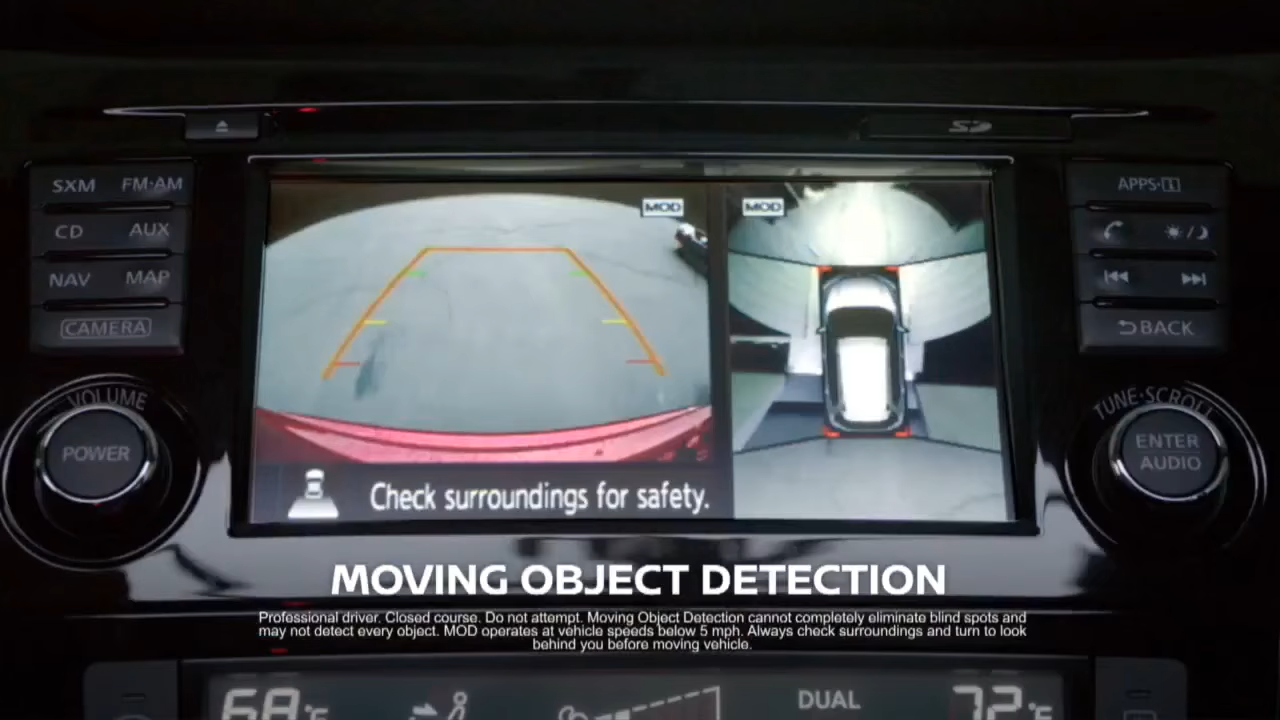 SD
SXM FM·AM
CD AUX
NAV MAP
CAMERA
VOLUME
POWER
MOD
MOD
Check surroundings for safety.
APPS·i
BACK
TUNE·SCROLL
ENTER
AUDIO
MOVING OBJECT DETECTION
Professional driver. Closed course. Do not attempt. Moving Object Detection cannot completely eliminate blind spots and
may not detect every object. MOD operates at vehicle speeds below 5 mph. Always check surroundings and turn to look
behind you before moving vehicle.
68°F DUAL 72°F